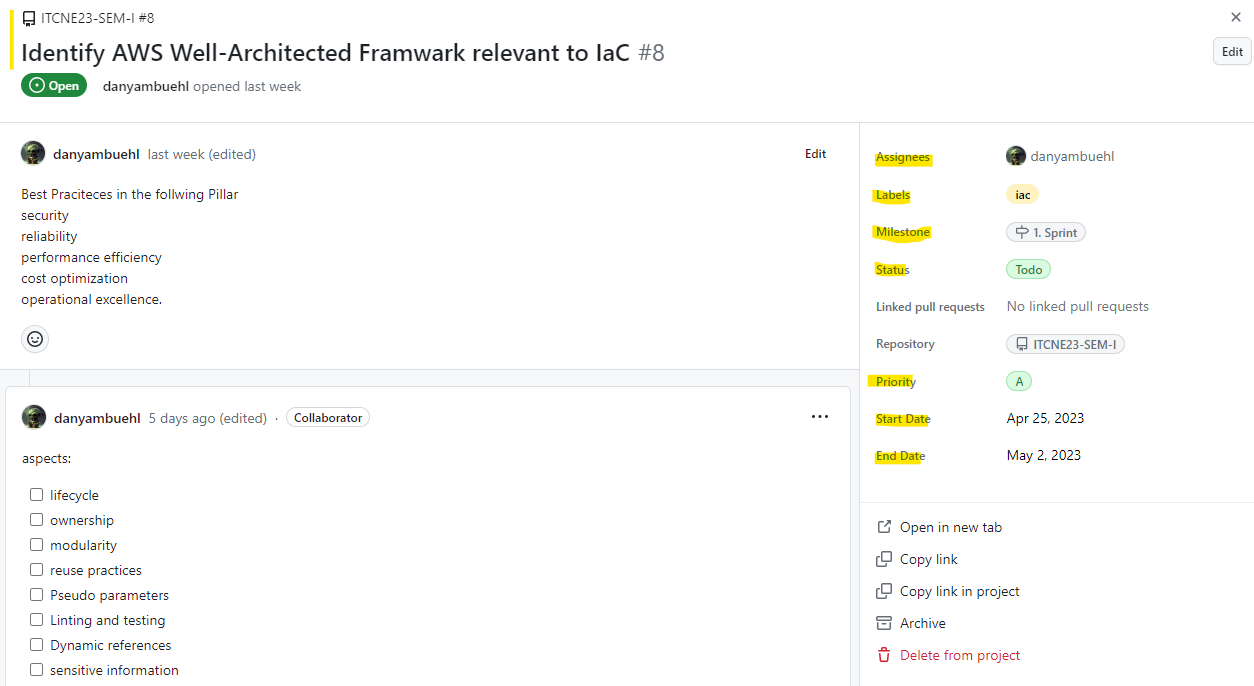 ITCNE23-SEM-I #8
Identify AWS Well-Architected Framwark relevant to IaC #8
Edit
Open
danyambuehl opened last week
danyambuehl last week (edited)
Edit
Best Praciteces in the follwing Pillar
security
reliability
performance efficiency
cost optimization
operational excellence.
danyambuehl 5 days ago (edited) · Collaborator
aspects:
lifecycle
ownership
modularity
reuse practices
Pseudo parameters
Linting and testing
Dynamic references
sensitive information
Assignees danyambuehl
Labels iac
Milestone 1. Sprint
Status Todo
Linked pull requests No linked pull requests
Repository ITCNE23-SEM-I
Priority A
Start Date Apr 25, 2023
End Date May 2, 2023
Open in new tab
Copy link
Copy link in project
Archive
Delete from project